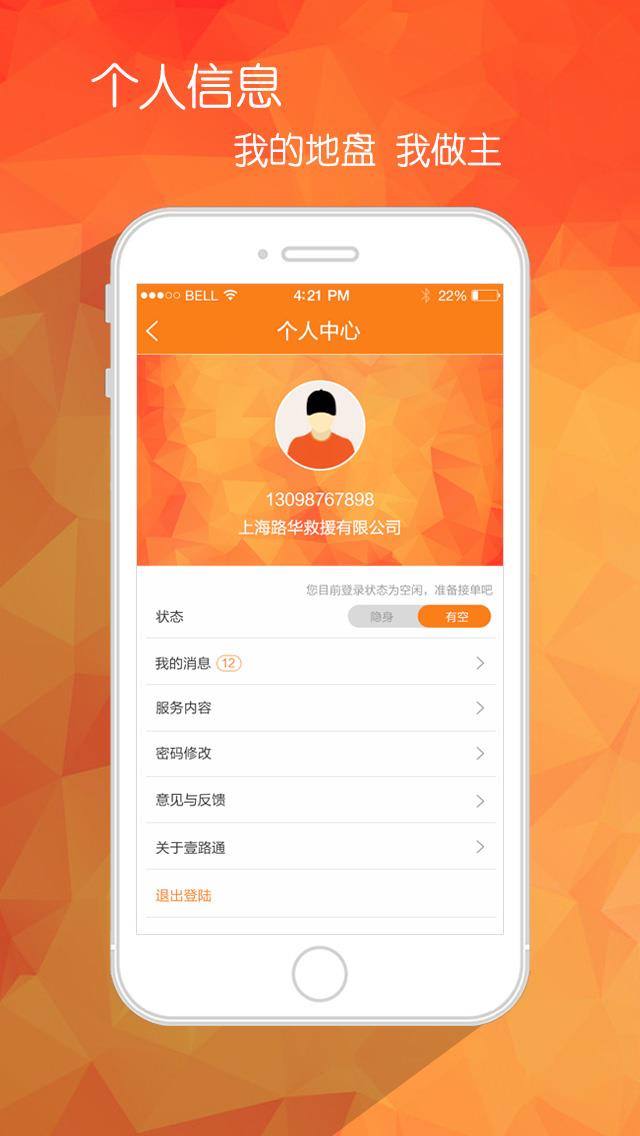 个人信息
我的地盘 我做主
BELL 4:21 PM 22%
个人中心
13098767898
上海路华救援有限公司
您目前登录状态为空闲，准备接单吧
状态 隐身 有空
我的消息 12
服务内容
密码修改
意见与反馈
关于壹路通
退出登陆